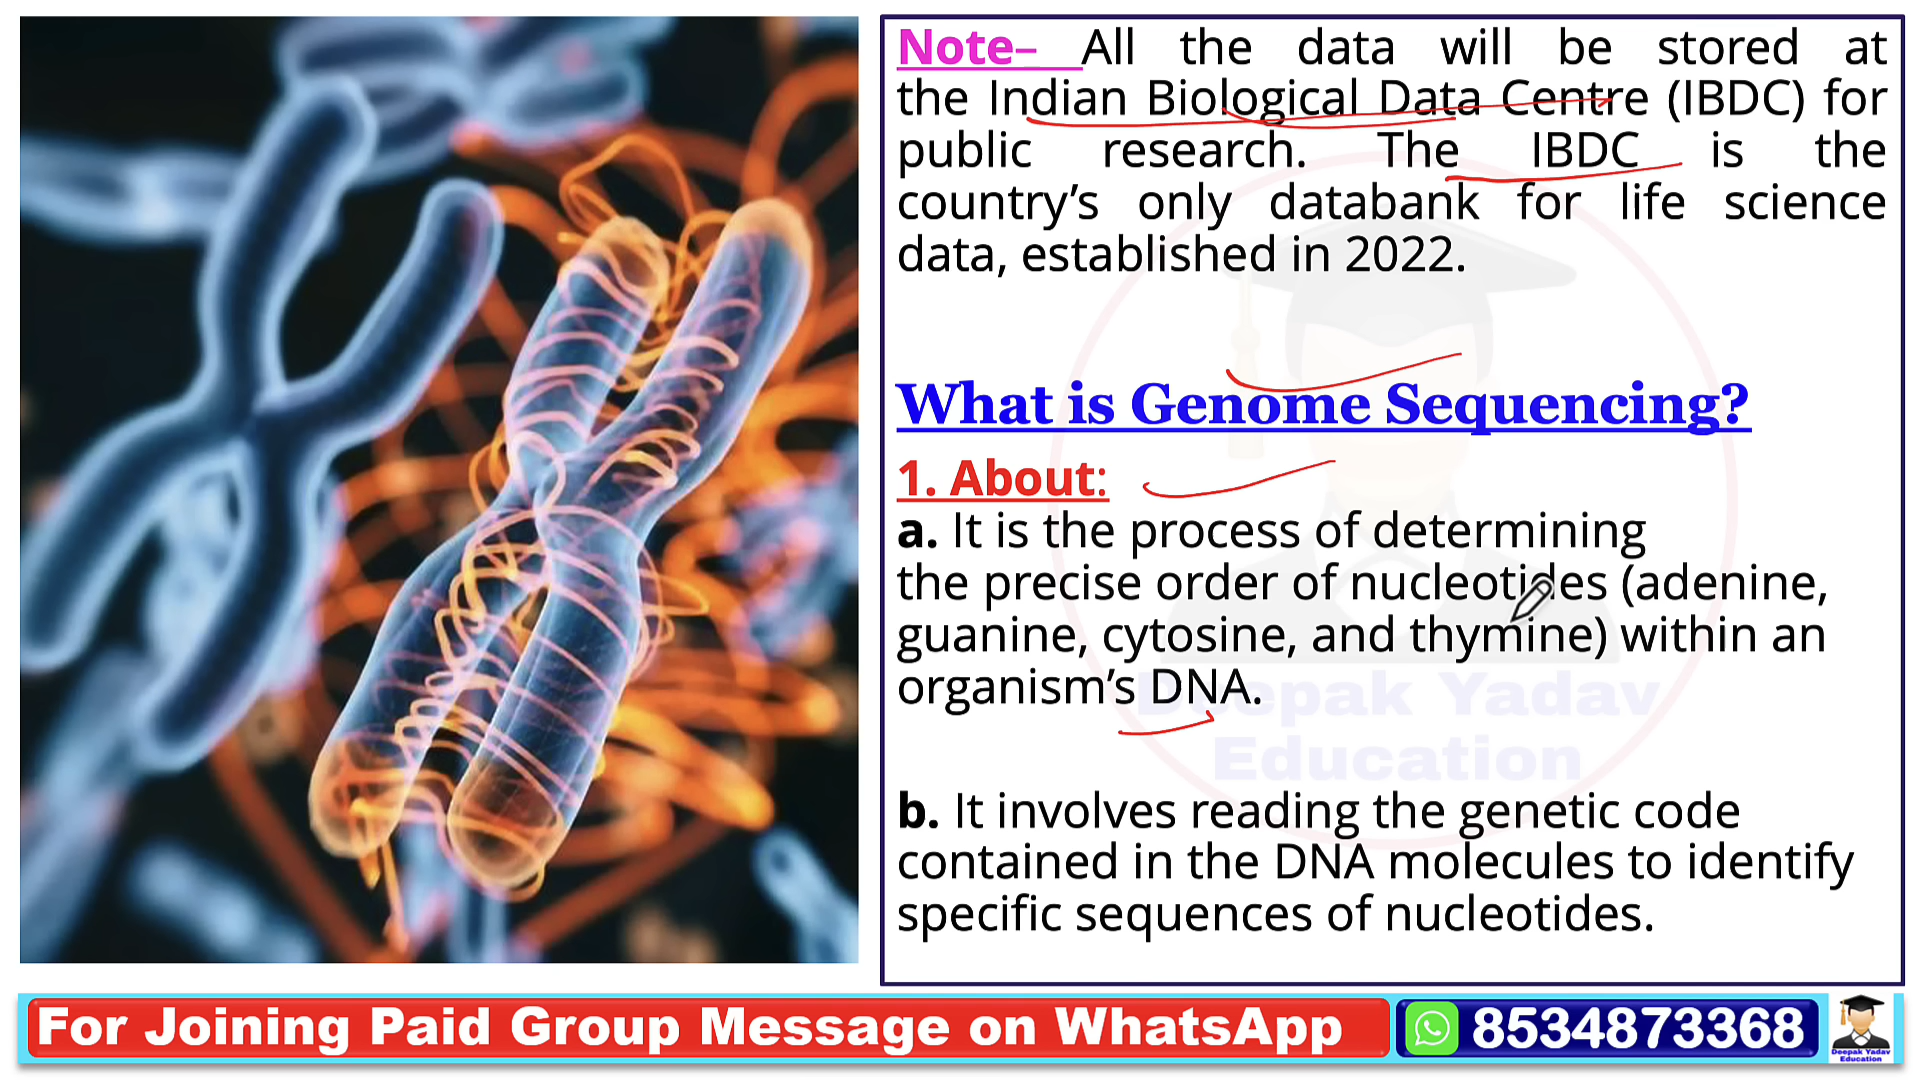 Note– All the data will be stored at
the Indian Biological Data Centre (IBDC) for
public research. The IBDC is the
country’s only databank for life science
data, established in 2022.
What is Genome Sequencing?
1. About:
a. It is the process of determining
the precise order of nucleotides (adenine,
guanine, cytosine, and thymine) within an
organism’s DNA.
Deepak Yadav
Education
b. It involves reading the genetic code
contained in the DNA molecules to identify
specific sequences of nucleotides.
For Joining Paid Group Message on WhatsApp
8534873368
Deepak Yadav
Education